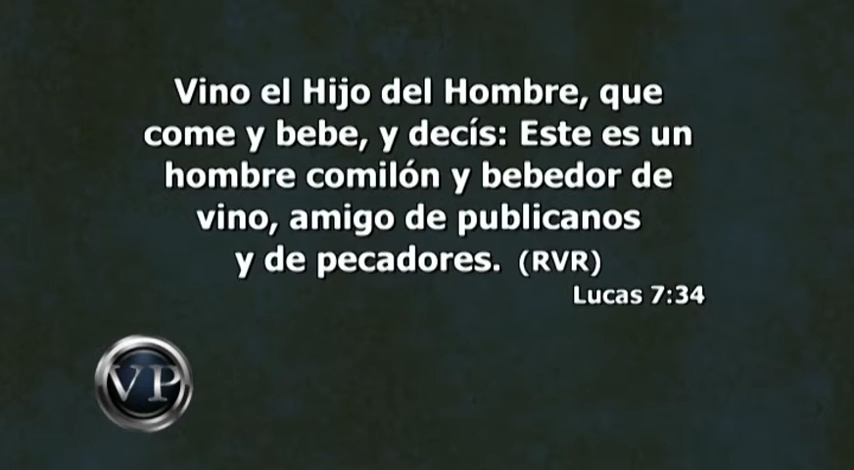 Vino el Hijo del Hombre, que
come y bebe, y decís: Este es un
hombre comilón y bebedor de
vino, amigo de publicanos
y de pecadores. (RVR)
Lucas 7:34
VP